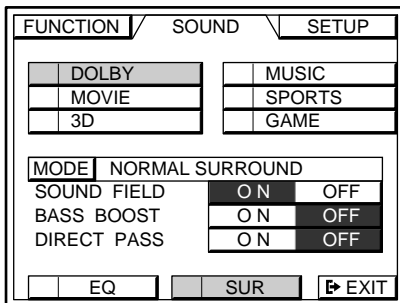 FUNCTION SOUND SETUP
DOLBY MUSIC
MOVIE SPORTS
3D GAME
MODE NORMAL SURROUND
SOUND FIELD ON OFF
BASS BOOST ON OFF
DIRECT PASS ON OFF
EQ SUR EXIT